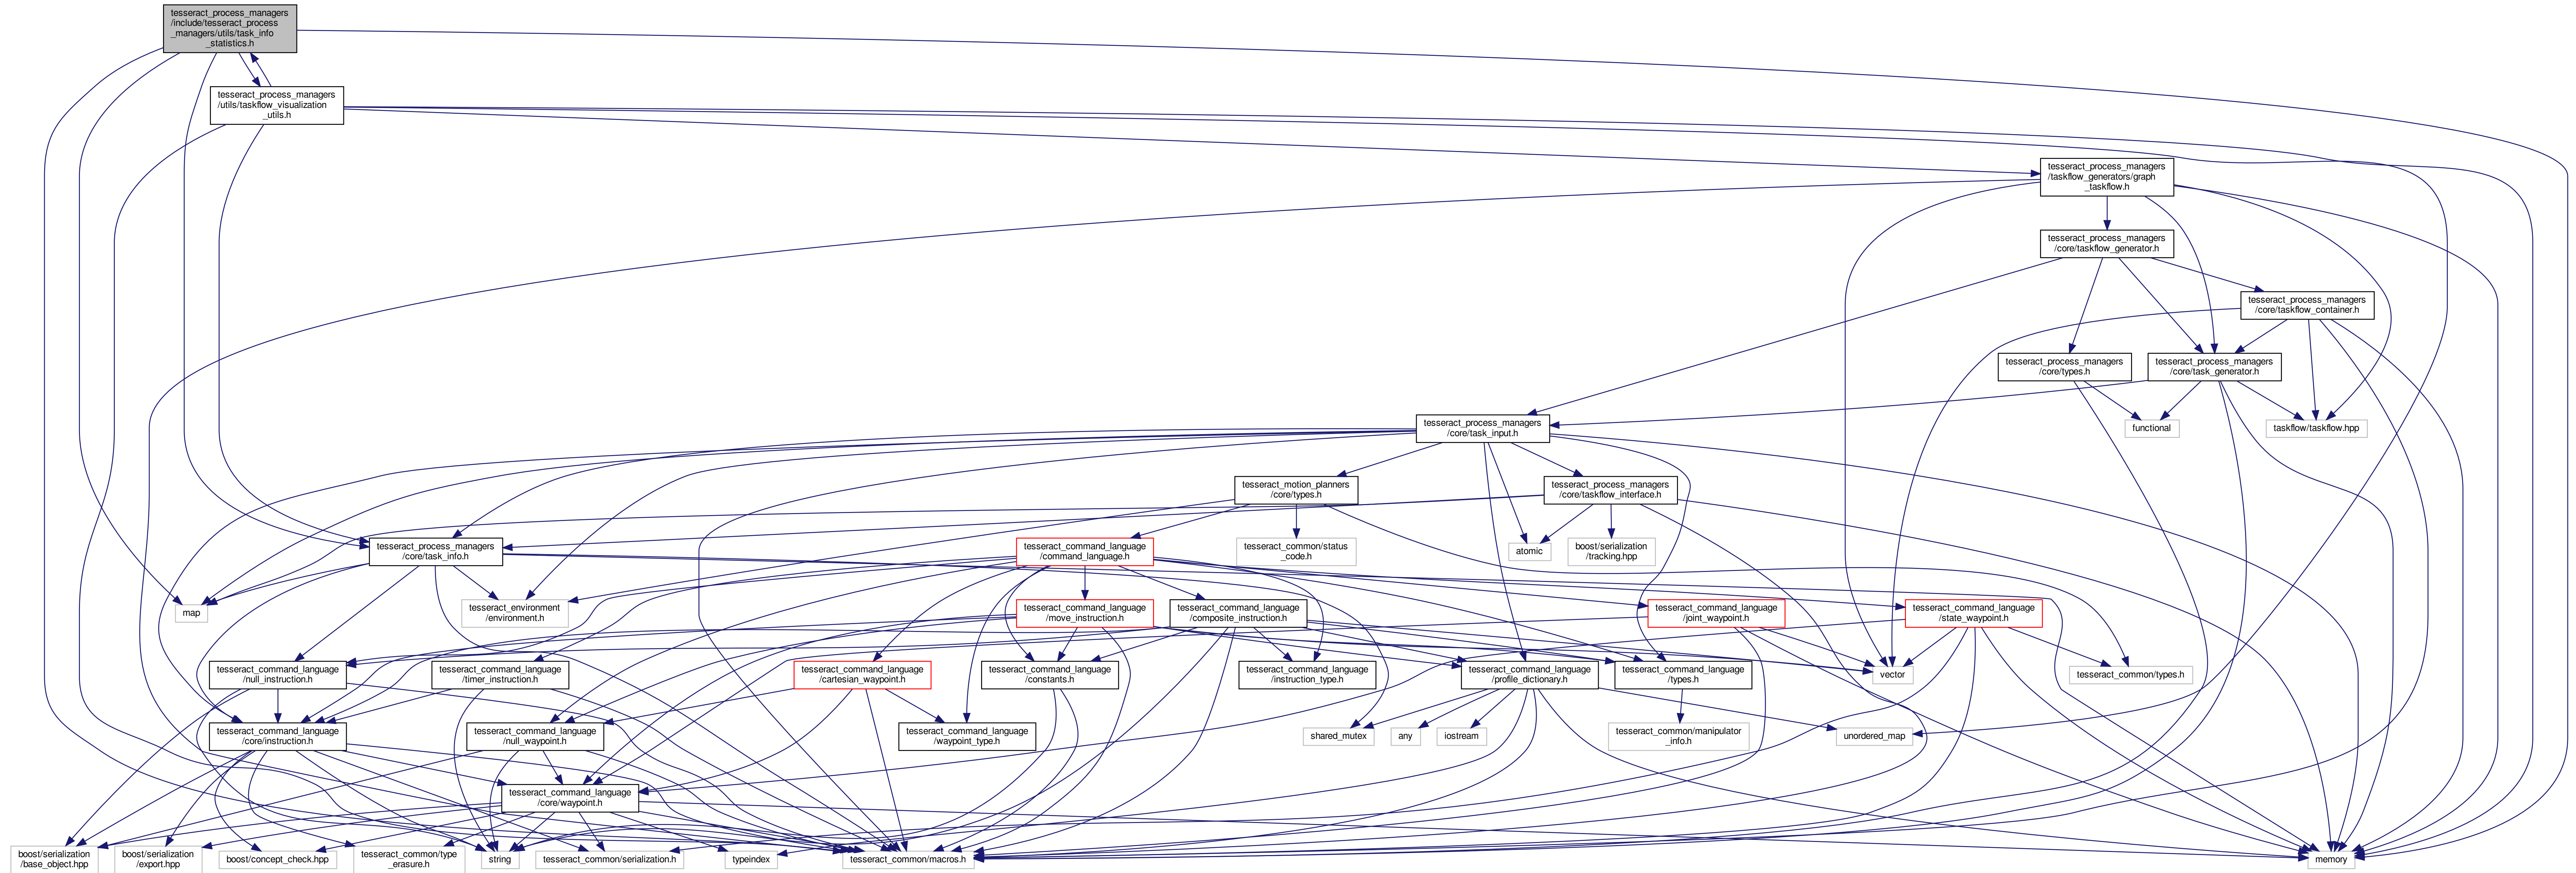 tesseract_process_managers
/include/tesseract_process
_managers/utils/task_info
_statistics.h
tesseract_process_managers
/utils/taskflow_visualization
_utils.h
tesseract_process_managers
/taskflow_generators/graph
_taskflow.h
tesseract_process_managers
/core/taskflow_generator.h
tesseract_process_managers
/core/taskflow_container.h
tesseract_process_managers
/core/types.h
tesseract_process_managers
/core/task_generator.h
tesseract_process_managers
/core/task_input.h
functional
taskflow/taskflow.hpp
tesseract_motion_planners
/core/types.h
tesseract_process_managers
/core/taskflow_interface.h
tesseract_process_managers
/core/task_info.h
tesseract_command_language
/command_language.h
tesseract_common/status
_code.h
atomic
boost/serialization
/tracking.hpp
map
tesseract_environment
/environment.h
tesseract_command_language
/move_instruction.h
tesseract_command_language
/composite_instruction.h
tesseract_command_language
/joint_waypoint.h
tesseract_command_language
/state_waypoint.h
tesseract_command_language
/null_instruction.h
tesseract_command_language
/timer_instruction.h
tesseract_command_language
/cartesian_waypoint.h
tesseract_command_language
/constants.h
tesseract_command_language
/instruction_type.h
tesseract_command_language
/profile_dictionary.h
tesseract_command_language
/types.h
vector
tesseract_common/types.h
tesseract_command_language
/core/instruction.h
tesseract_command_language
/null_waypoint.h
tesseract_command_language
/waypoint_type.h
shared_mutex
any
iostream
tesseract_common/manipulator
_info.h
unordered_map
tesseract_command_language
/core/waypoint.h
boost/serialization
/base_object.hpp
boost/serialization
/export.hpp
boost/concept_check.hpp
tesseract_common/type
_erasure.h
string
tesseract_common/serialization.h
typeindex
tesseract_common/macros.h
memory